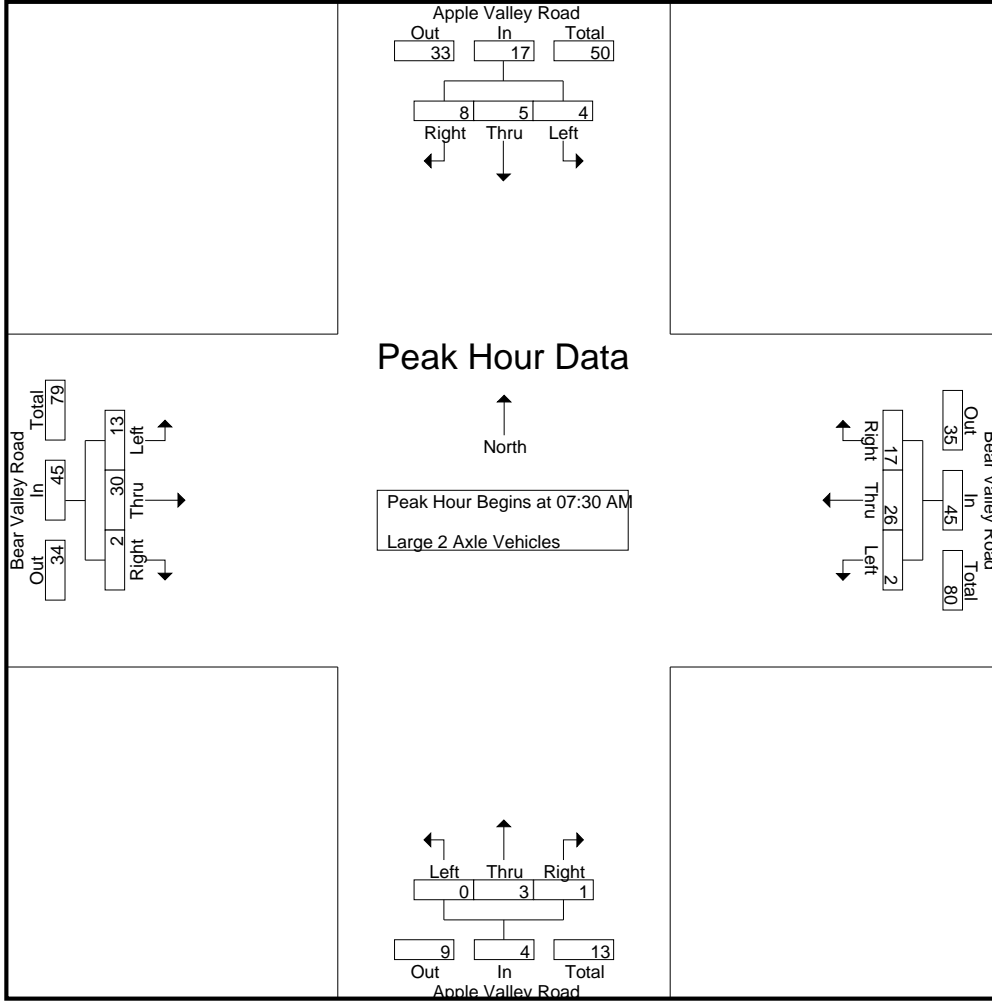 Apple Valley Road
Out In Total
33 17 50
8 5 4
Right Thru Left
Peak Hour Data
North
Peak Hour Begins at 07:30 AM
Large 2 Axle Vehicles
Bear Valley Road
Total In Out
79 45 34
13 30 2
Left Thru Right
Right Thru Left
17 26 2
Out In Total
35 45 80
Bear Valley Road
Left Thru Right
0 3 1
9 4 13
Out In Total
Apple Valley Road